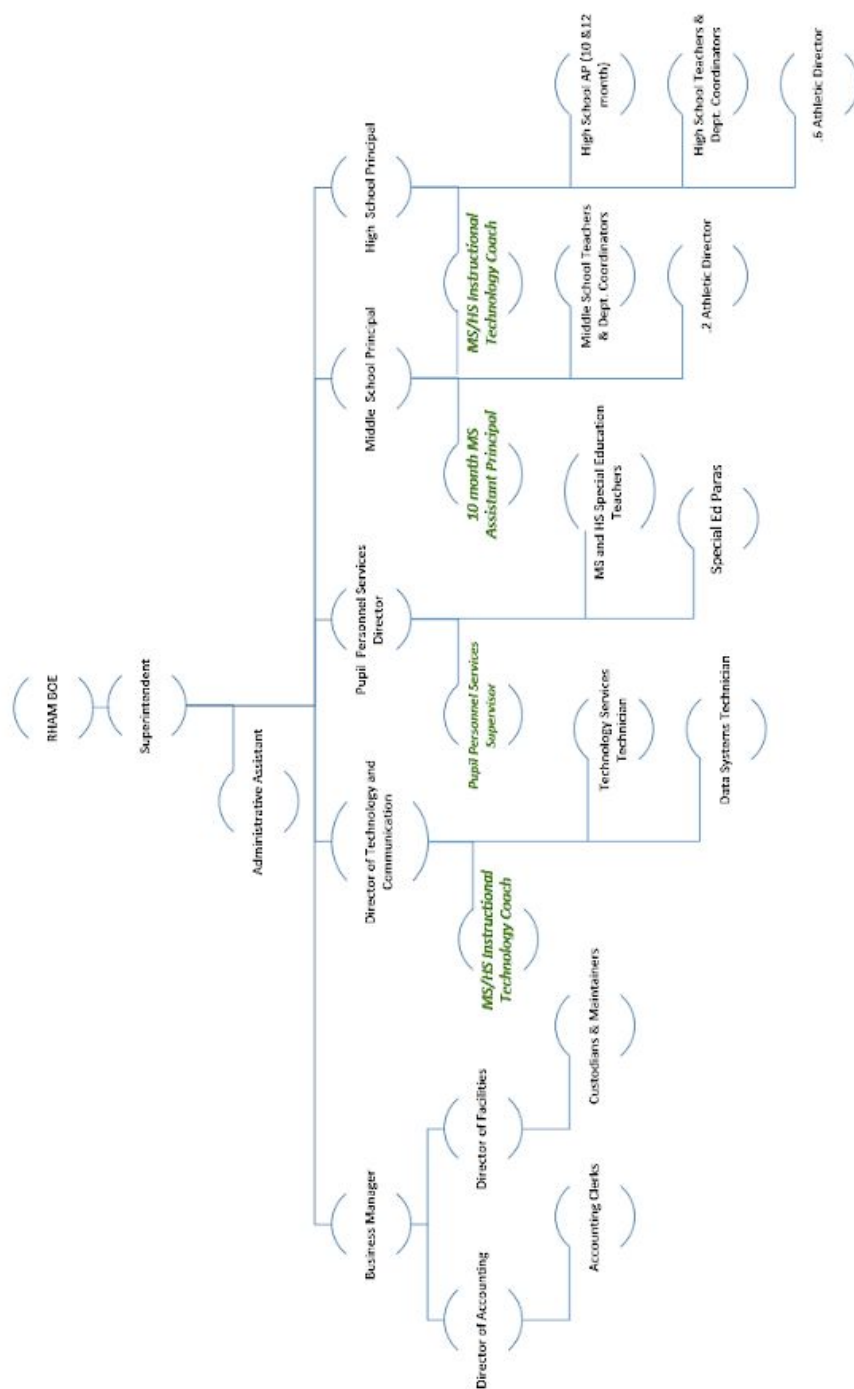 RHAM BOE
Superintendent
Administrative Assistant
Business Manager
Director of Technology and
Communication
Pupil Personnel Services
Director
Middle School Principal
High School Principal
Director of Accounting
Director of Facilities
MS/HS Instructional
Technology Coach
Pupil Personnel Services
Supervisor
10 month MS
Assistant Principal
MS/HS Instructional
Technology Coach
Accounting Clerks
Custodians & Maintainers
Technology Services
Technician
MS and HS Special Education
Teachers
Middle School Teachers
& Dept. Coordinators
High School AP (10 &12
month)
Data Systems Technician
Special Ed Paras
.2 Athletic Director
High School Teachers &
Dept. Coordinators
.6 Athletic Director